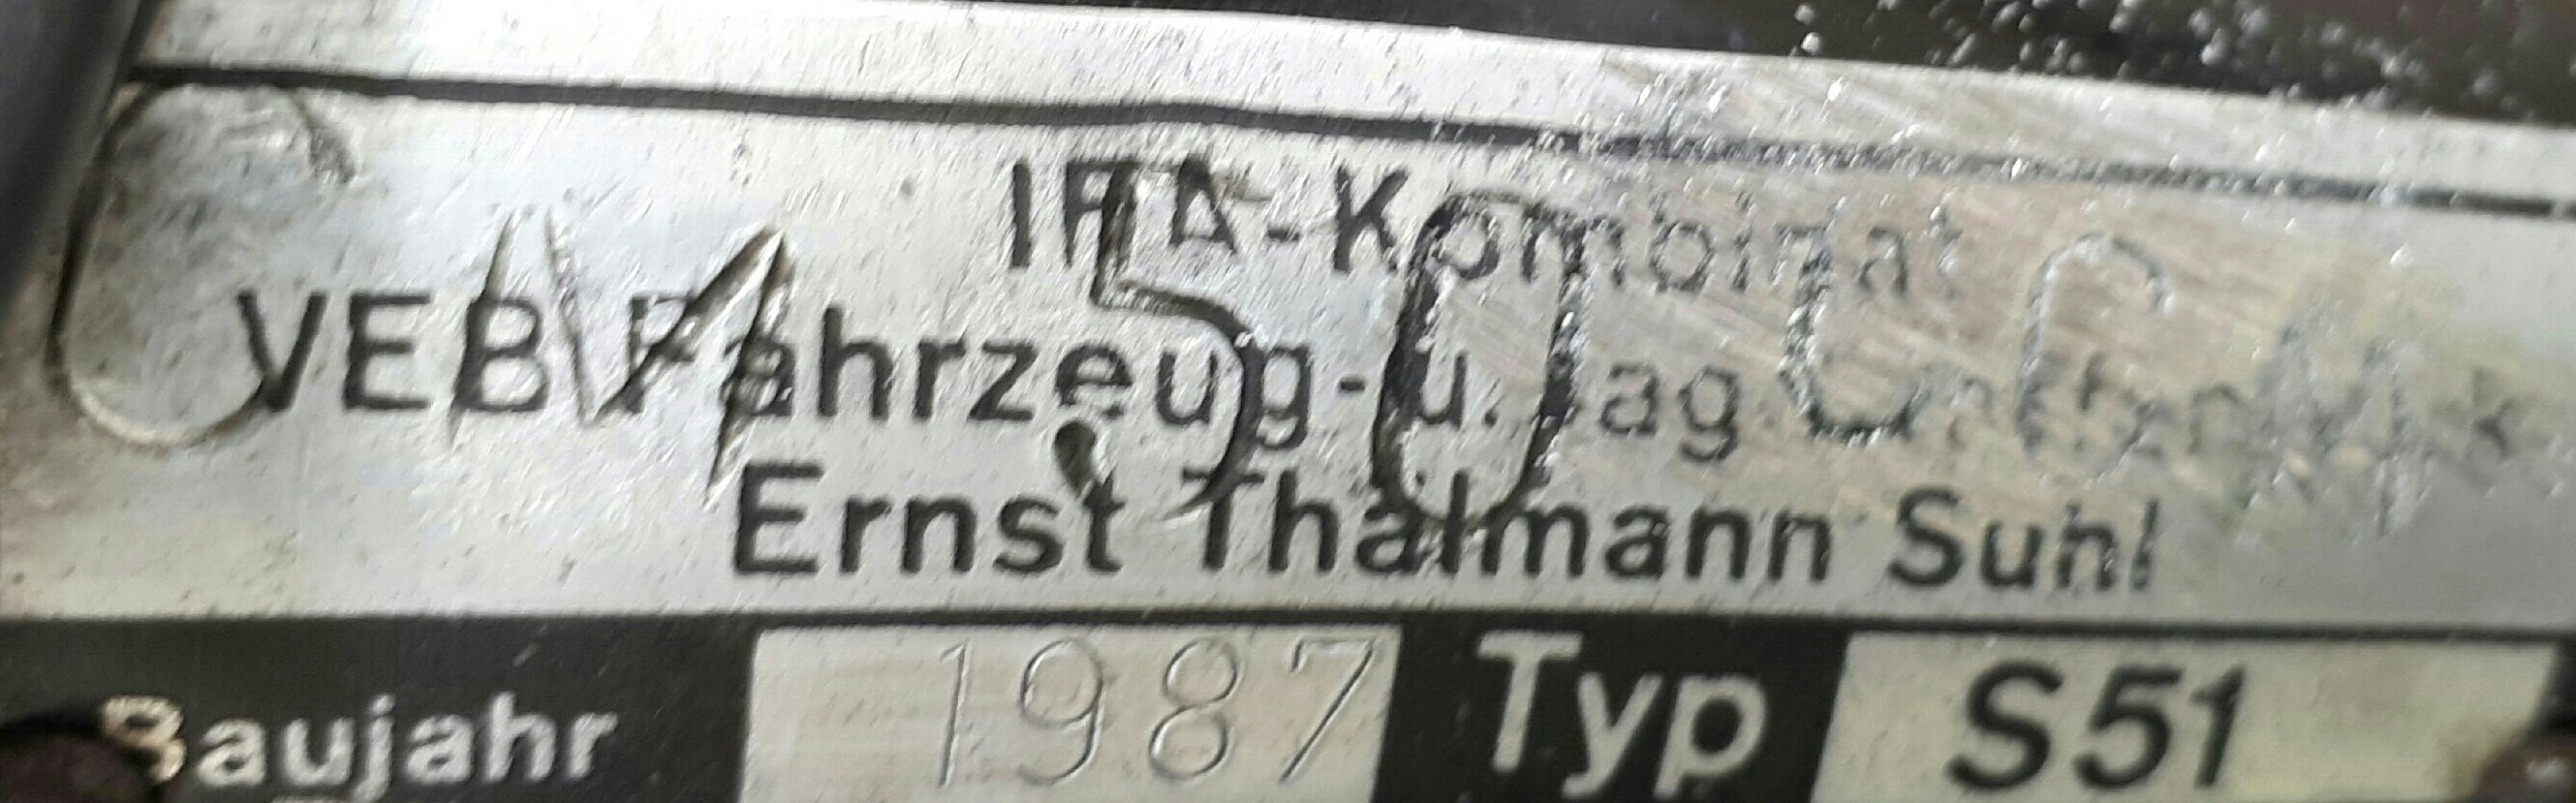 IFA-Kombinat
VEB Fahrzeug- u. Jagdwaffenwerk
Ernst Thälmann Suhl
Baujahr 1987 Typ S51